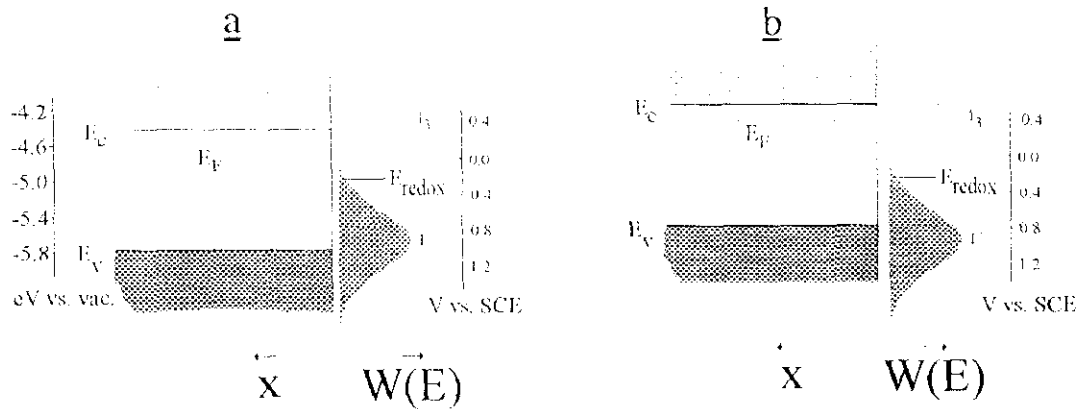 a
-4.2
-4.6
-5.0
-5.4
-5.8
eV vs. vac.
E_c
E_F
E_v
E_redox
I_3
I^-
0.4
0.0
0.4
0.8
1.2
V vs. SCE
x
W(E)
b
E_c
E_F
E_v
E_redox
I_3
I^-
0.4
0.0
0.4
0.8
1.2
V vs. SCE
x
W(E)